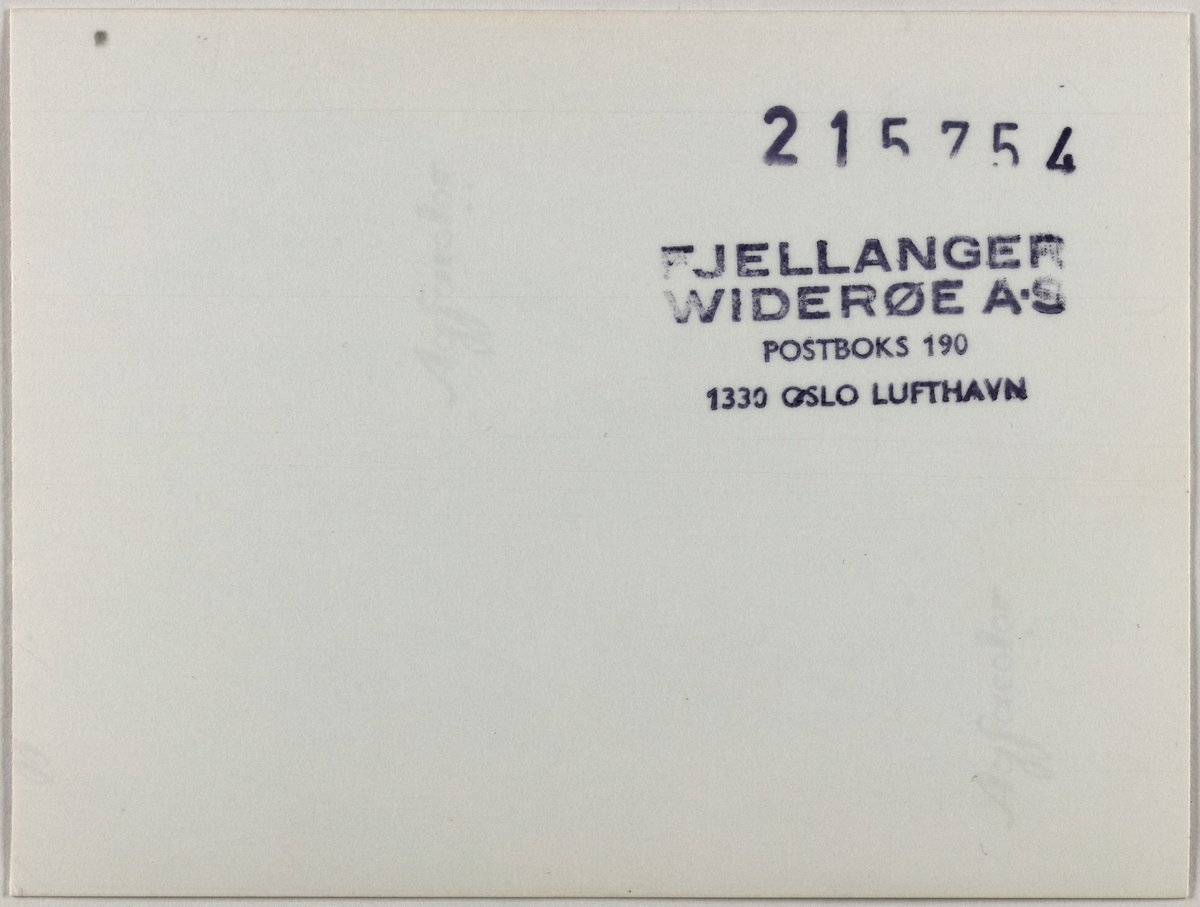 215754
FJELLANGER
WIDERØE A·S
POSTBOKS 190
1330 OSLO LUFTHAVN